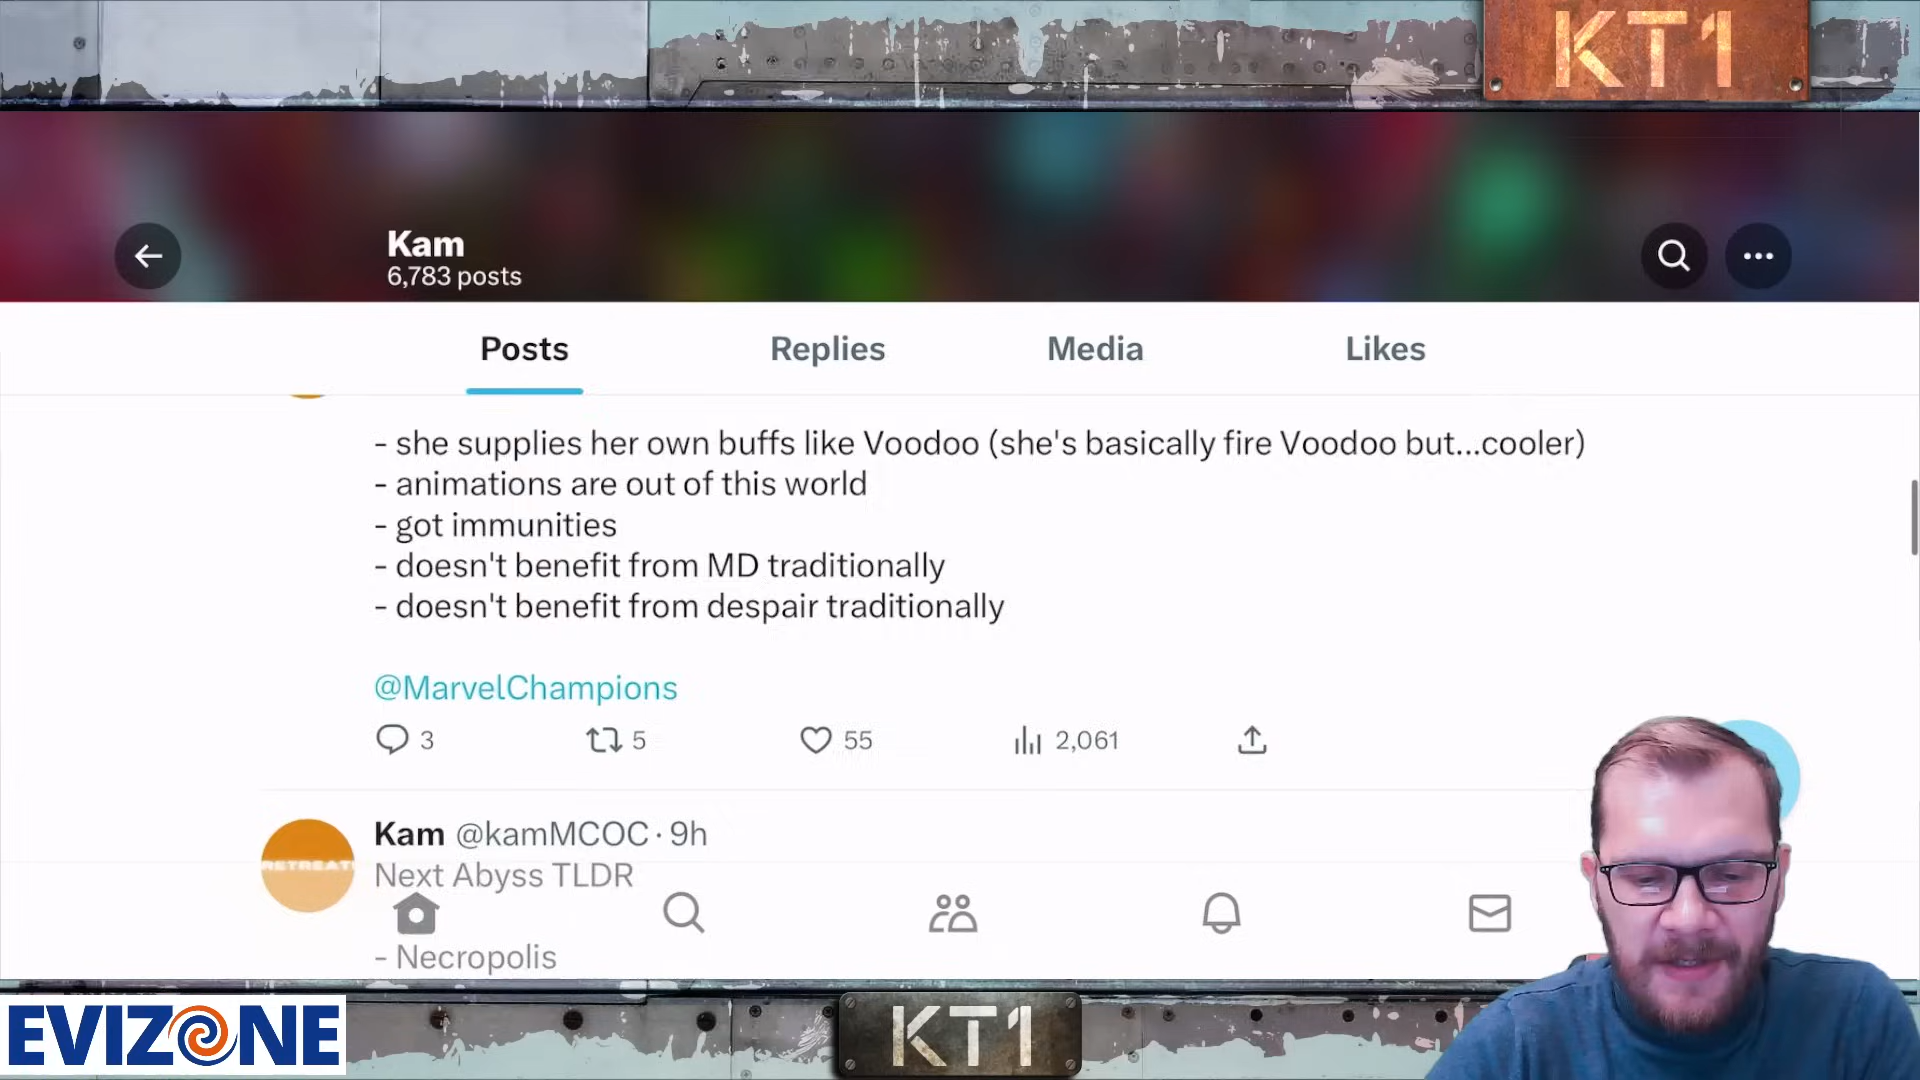 KT1
Kam
6,783 posts
Posts Replies Media Likes
- she supplies her own buffs like Voodoo (she's basically fire Voodoo but...cooler)
- animations are out of this world
- got immunities
- doesn't benefit from MD traditionally
- doesn't benefit from despair traditionally
@MarvelChampions
3 5 55 2,061
Kam @kamMCOC · 9h
RETREAT
Next Abyss TLDR
- Necropolis
EVIZONE
KT1